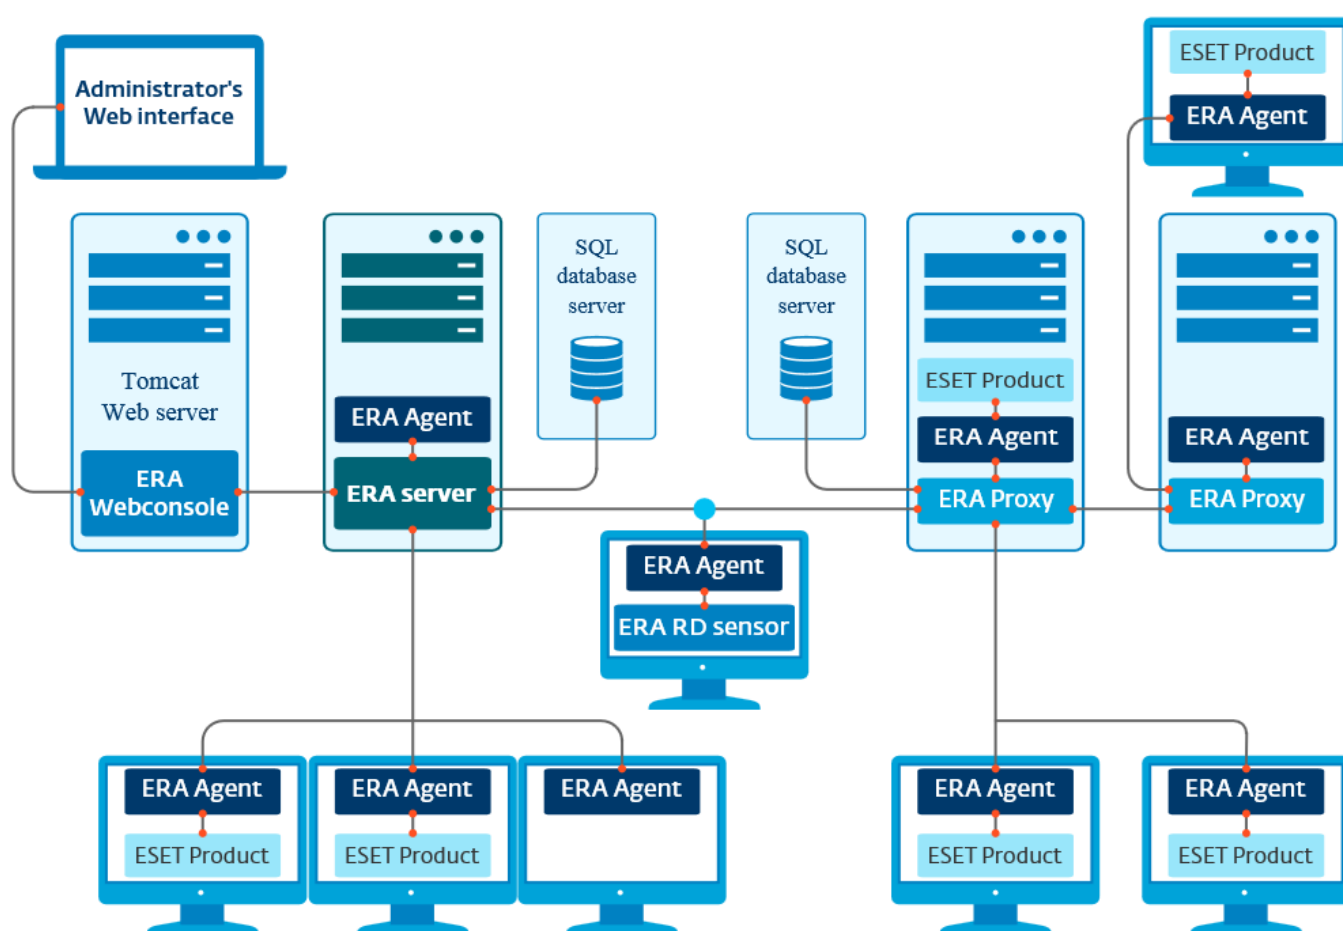 Administrator's
Web interface
ESET Product
ERA Agent
Tomcat
Web server
ERA
Webconsole
ERA Agent
ERA server
SQL
database
server
SQL
database
server
ESET Product
ERA Agent
ERA Proxy
ERA Agent
ERA Proxy
ERA Agent
ERA RD sensor
ERA Agent
ESET Product
ERA Agent
ESET Product
ERA Agent
ERA Agent
ESET Product
ERA Agent
ESET Product